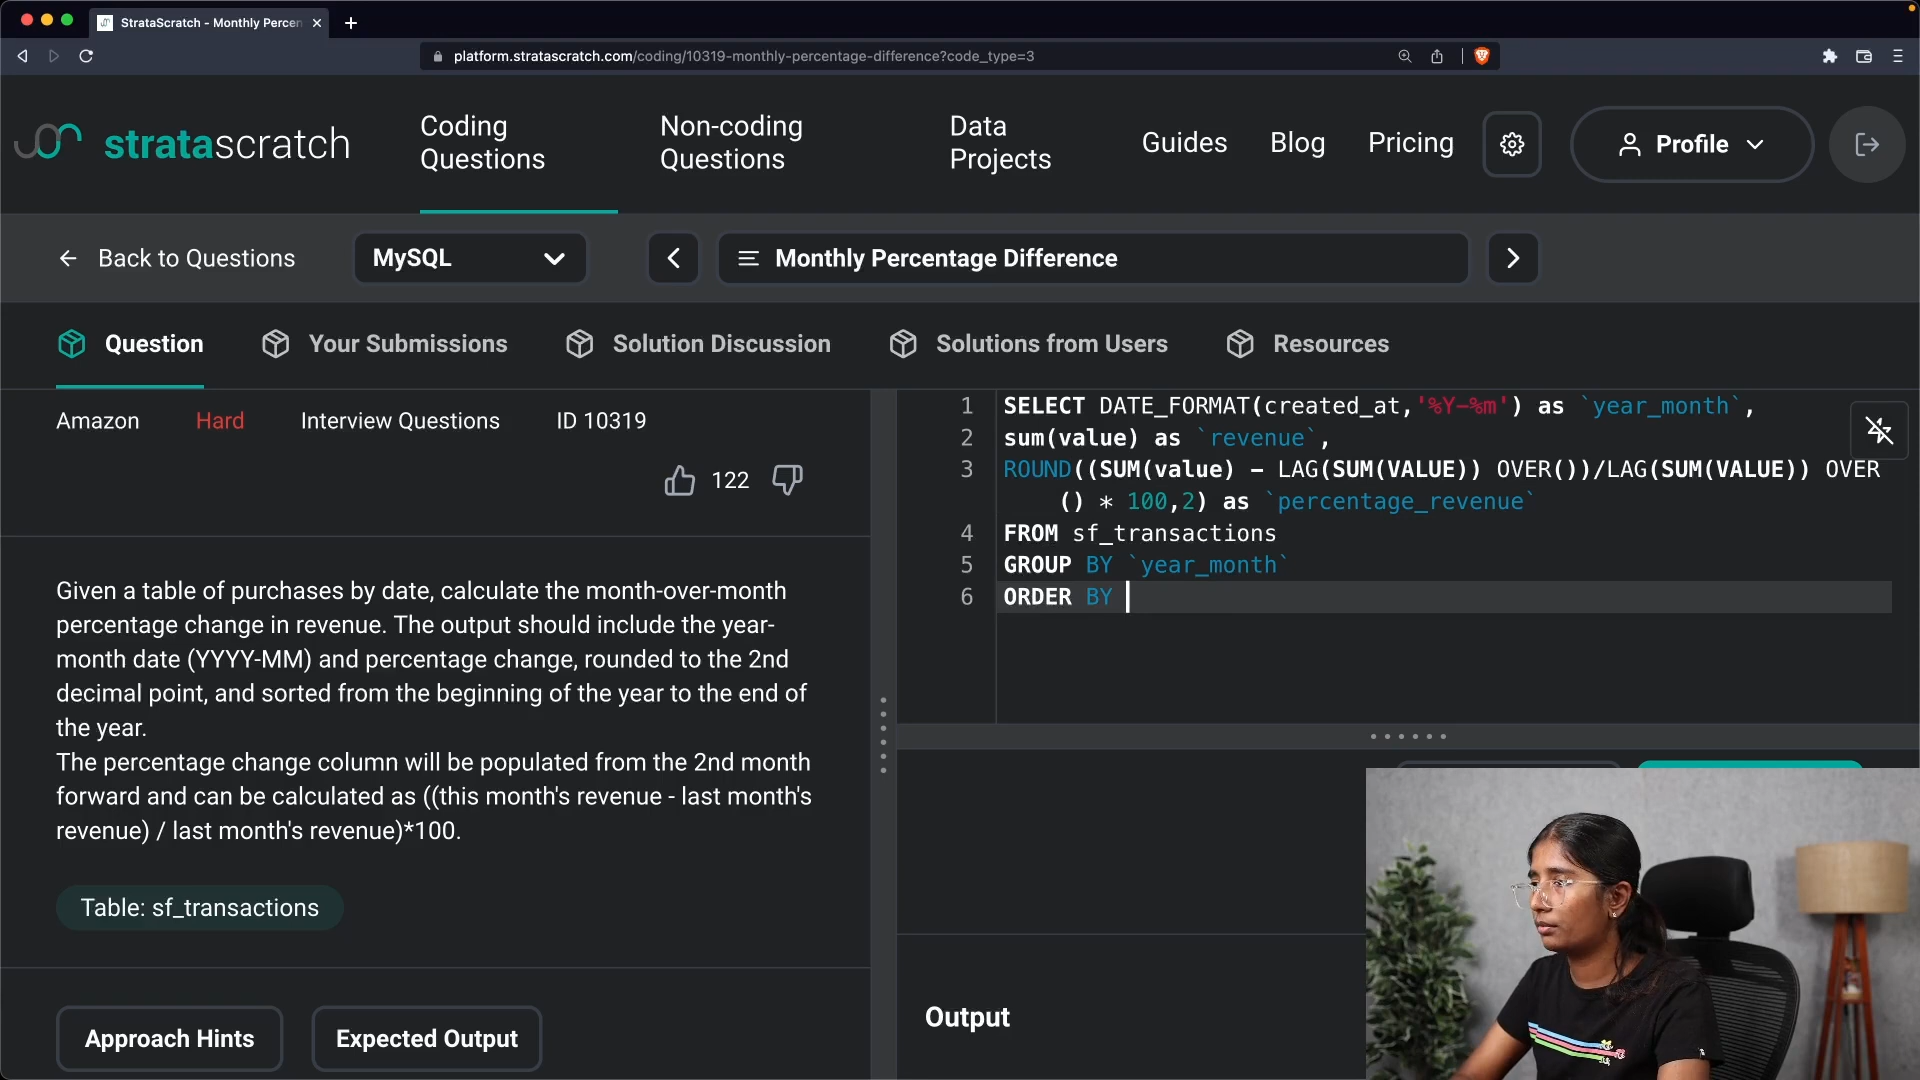 StrataScratch - Monthly Percen
platform.stratascratch.com/coding/10319-monthly-percentage-difference?code_type=3
stratascratch
Coding
Questions
Non-coding
Questions
Data
Projects
Guides
Blog
Pricing
Profile
Back to Questions
MySQL
Monthly Percentage Difference
Question
Your Submissions
Solution Discussion
Solutions from Users
Resources
Amazon
Hard
Interview Questions
ID 10319
122
Given a table of purchases by date, calculate the month-over-month
percentage change in revenue. The output should include the year-
month date (YYYY-MM) and percentage change, rounded to the 2nd
decimal point, and sorted from the beginning of the year to the end of
the year.
The percentage change column will be populated from the 2nd month
forward and can be calculated as ((this month's revenue - last month's
revenue) / last month's revenue)*100.
Table: sf_transactions
Approach Hints
Expected Output
1 SELECT DATE_FORMAT(created_at,'%Y-%m') as `year_month`,
2 sum(value) as `revenue`,
3 ROUND((SUM(value) - LAG(SUM(VALUE)) OVER())/LAG(SUM(VALUE)) OVER
() * 100,2) as `percentage_revenue`
4 FROM sf_transactions
5 GROUP BY `year_month`
6 ORDER BY
Output